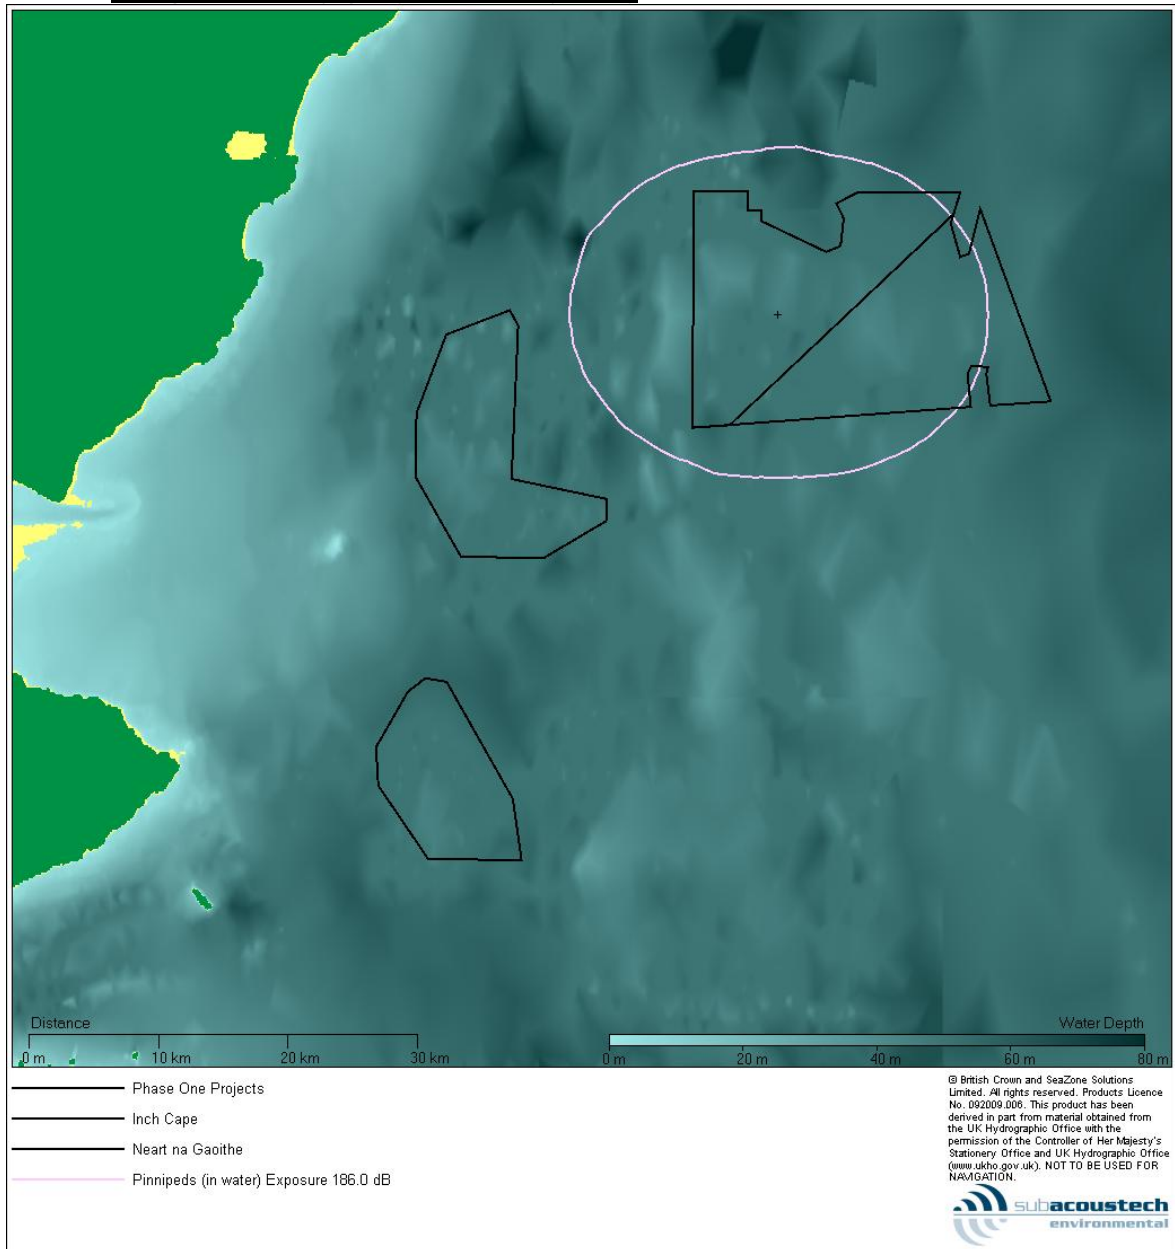 Distance
0 m 10 km 20 km 30 km
Water Depth
0 m 20 m 40 m 60 m 80 m
Phase One Projects
Inch Cape
Neart na Gaoithe
Pinnipeds (in water) Exposure 186.0 dB
© British Crown and SeaZone Solutions
Limited. All rights reserved. Products Licence
No. 092009.006. This product has been
derived in part from material obtained from
the UK Hydrographic Office with the
permission of the Controller of Her Majesty's
Stationery Office and UK Hydrographic Office
(www.ukho.gov.uk). NOT TO BE USED FOR
NAVIGATION.
subacoustech
environmental